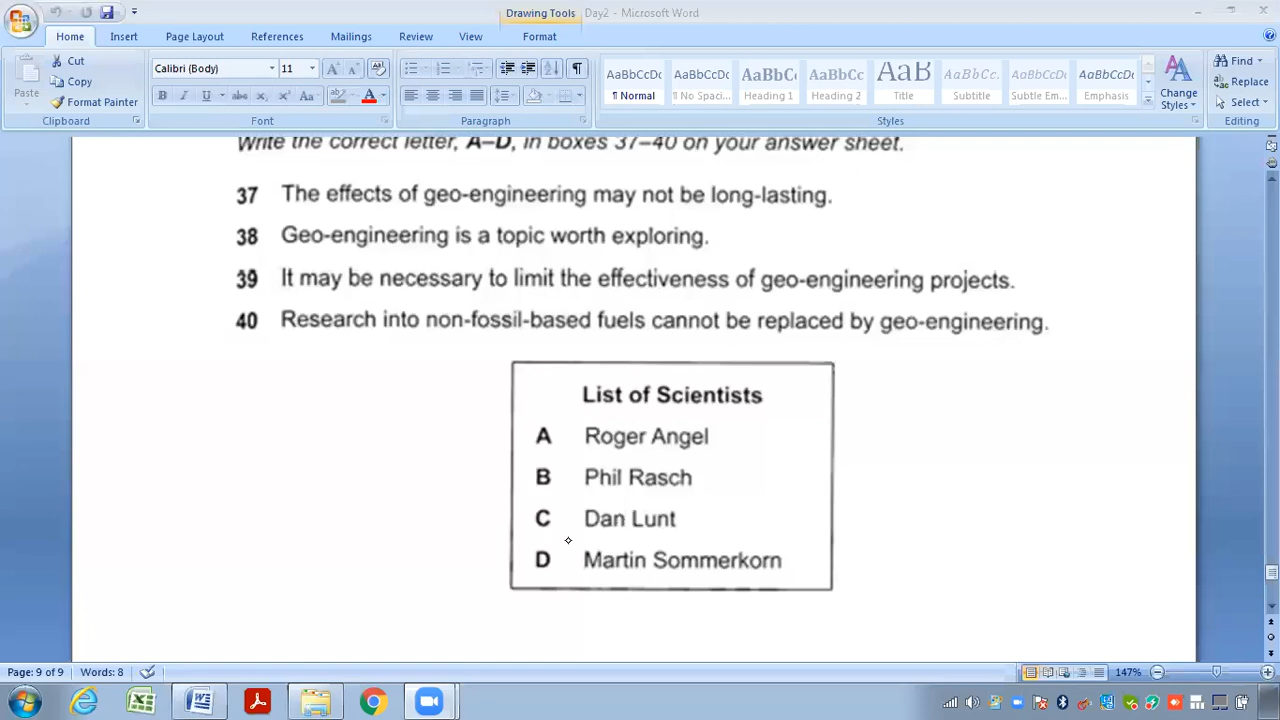 Drawing Tools
Day2 - Microsoft Word
Home Insert Page Layout References Mailings Review View Format
Cut
Copy
Format Painter
Paste
Clipboard
Calibri (Body) 11
Font
Paragraph
AaBbCcDc AaBbCcDc AaBbC AaBbCc AaB AaBbCc. AaBbCcDc AaBbCcDc
¶ Normal ¶ No Spaci... Heading 1 Heading 2 Title Subtitle Subtle Em... Emphasis
Change Styles
Styles
Find
Replace
Select
Editing
Write the correct letter, A–D, in boxes 37–40 on your answer sheet.
37 The effects of geo-engineering may not be long-lasting.
38 Geo-engineering is a topic worth exploring.
39 It may be necessary to limit the effectiveness of geo-engineering projects.
40 Research into non-fossil-based fuels cannot be replaced by geo-engineering.
List of Scientists
A Roger Angel
B Phil Rasch
C Dan Lunt
D Martin Sommerkorn
Page: 9 of 9 Words: 8 147%